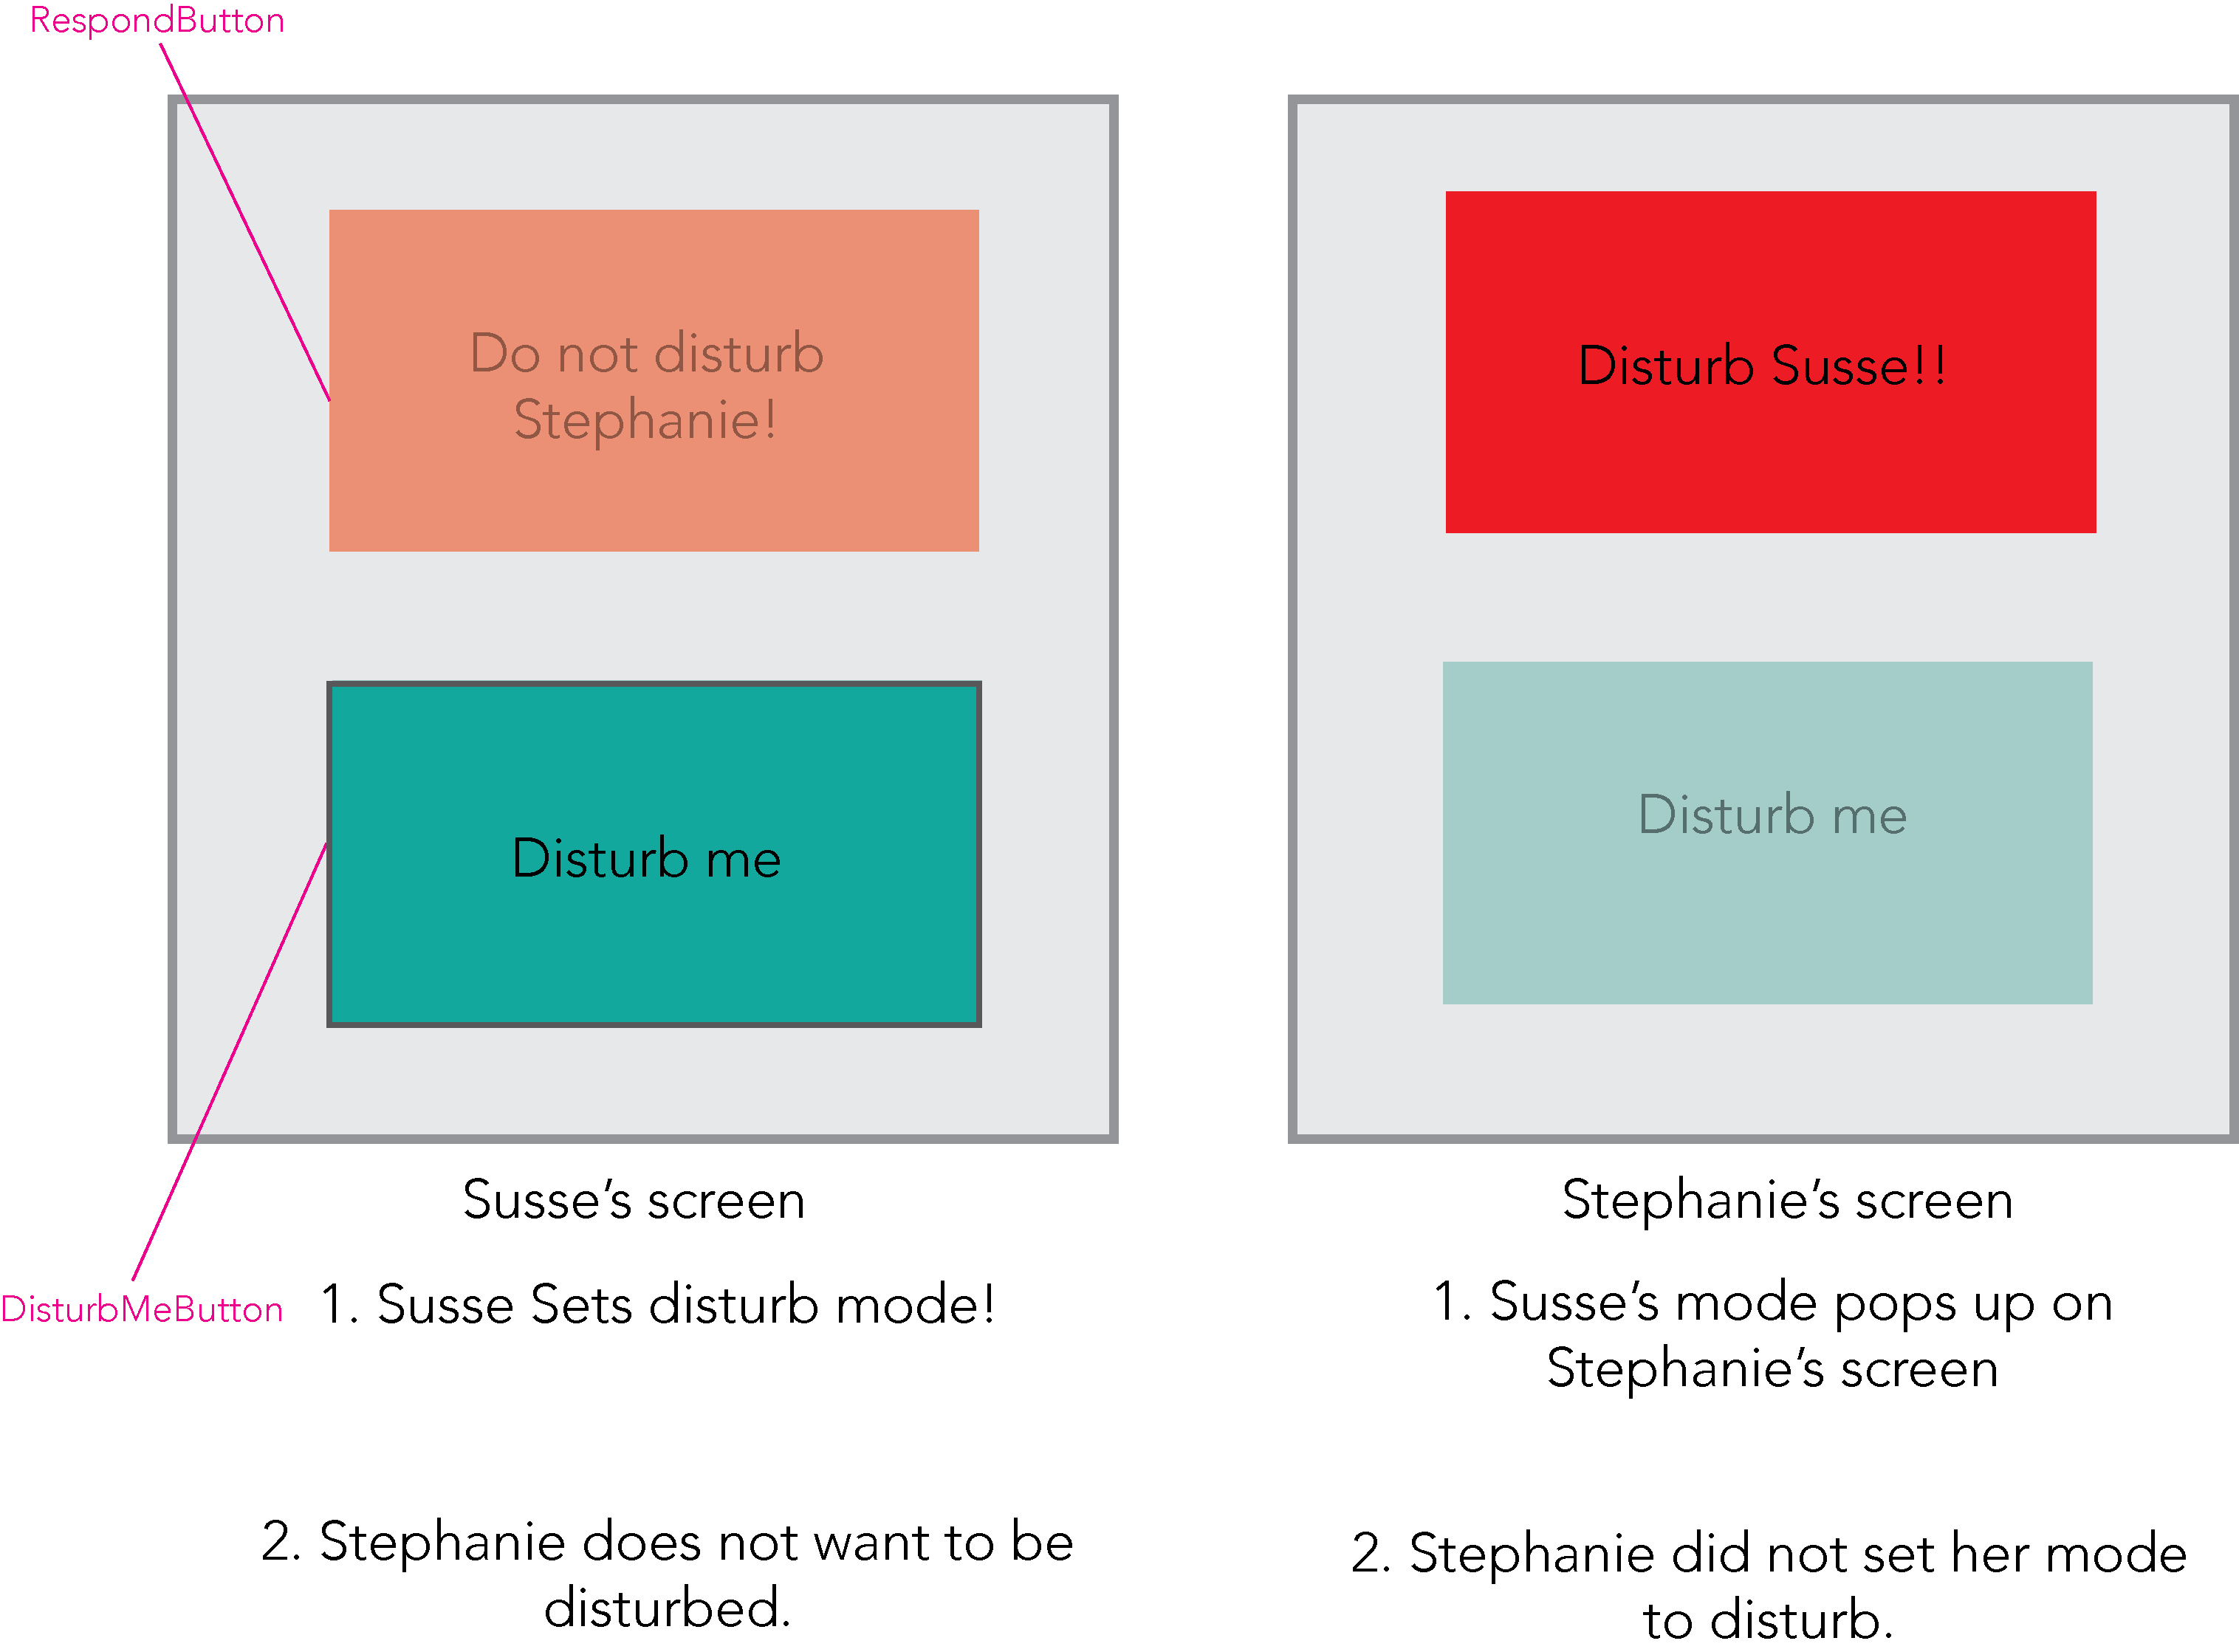 RespondButton
Do not disturb
Stephanie!
Disturb me
DisturbMeButton
Susse's screen
1. Susse Sets disturb mode!
2. Stephanie does not want to be
disturbed.
Disturb Susse!!
Disturb me
Stephanie's screen
1. Susse's mode pops up on
Stephanie's screen
2. Stephanie did not set her mode
to disturb.